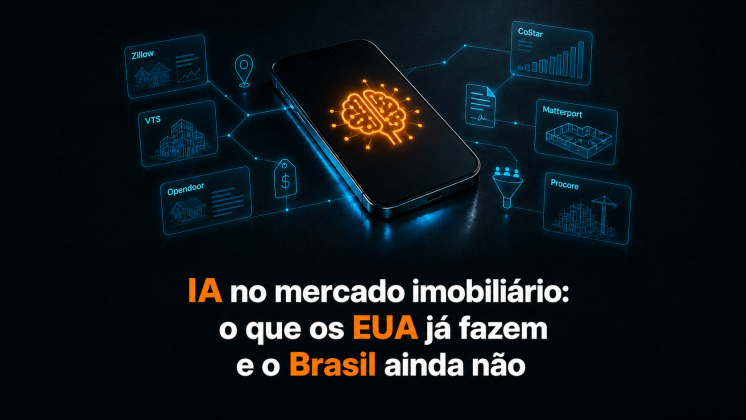 Zillow
CoStar
VTS
Matterport
Opendoor
$
Procore
IA no mercado imobiliário:
o que os EUA já fazem
e o Brasil ainda não